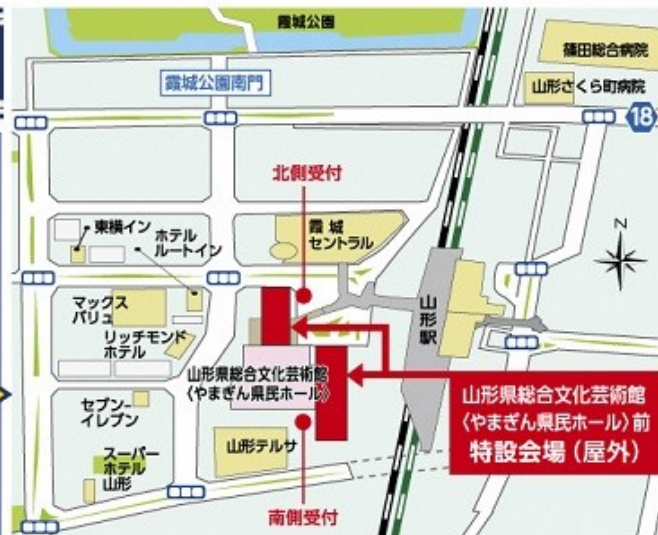 霞城公園
篠田総合病院
霞城公園南門
山形さくら町病院
18
北側受付
東横イン
ホテル
ルートイン
霞城
セントラル
N
マックス
バリュ
リッチモンド
ホテル
山形駅
山形県総合文化芸術館
〈やまぎん県民ホール〉
山形県総合文化芸術館
〈やまぎん県民ホール〉前
特設会場（屋外）
セブン-
イレブン
山形テルサ
スーパー
ホテル
山形
南側受付